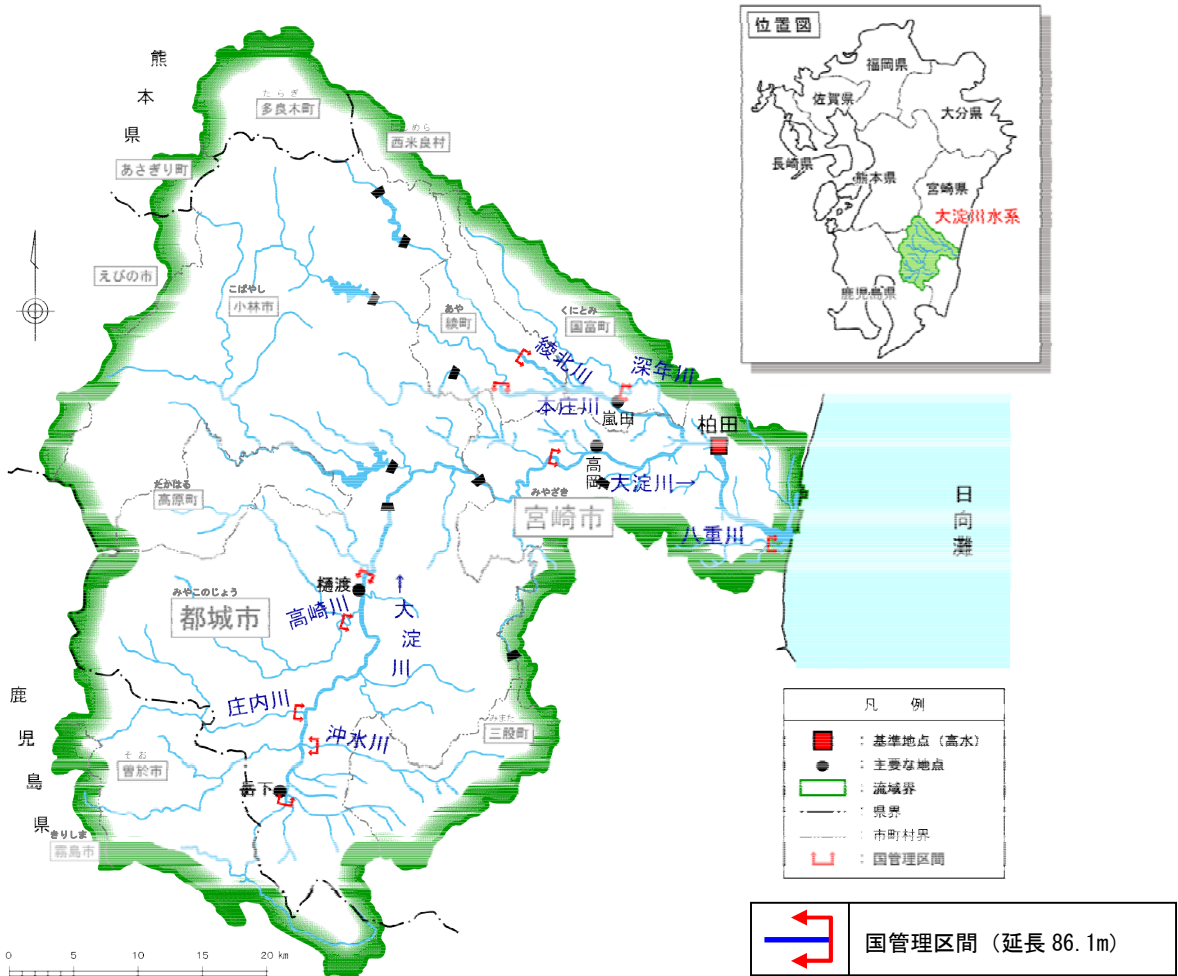 位置図
福岡県
佐賀県
大分県
長崎県
熊本県
宮崎県
大淀川水系
鹿児島県
熊本県
たらぎ
多良木町
しめら
西米良村
あさぎり町
えびの市
こばやし
小林市
あや
綾町
くにとみ
国富町
綾北川
深年川
本庄川
嵐田
柏田
高岡
大淀川→
たかはる
高原町
みやざき
宮崎市
八重川
日向灘
樋渡
みやこのじょう
都城市
高崎川
↑大淀川
庄内川
沖水川
みまた
三股町
鹿児島県
そお
曽於市
岳下
きりしま
霧島市
凡 例
：基準地点（高水）
：主要な地点
：流域界
：県界
：市町村界
：国管理区間
国管理区間（延長 86.1m）
0 5 10 15 20 km